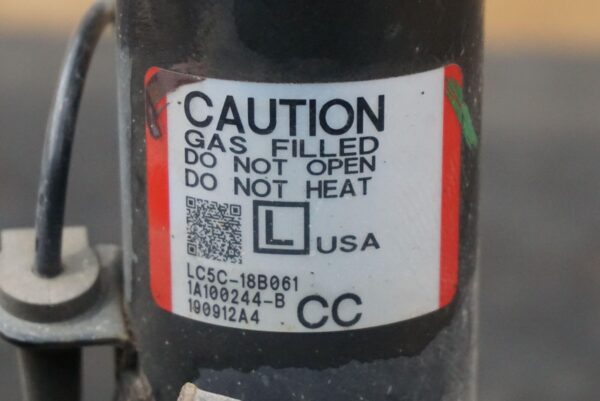 CAUTION
GAS FILLED
DO NOT OPEN
DO NOT HEAT
L USA
LC5C-18B061
1A100244-B
190912A4
CC